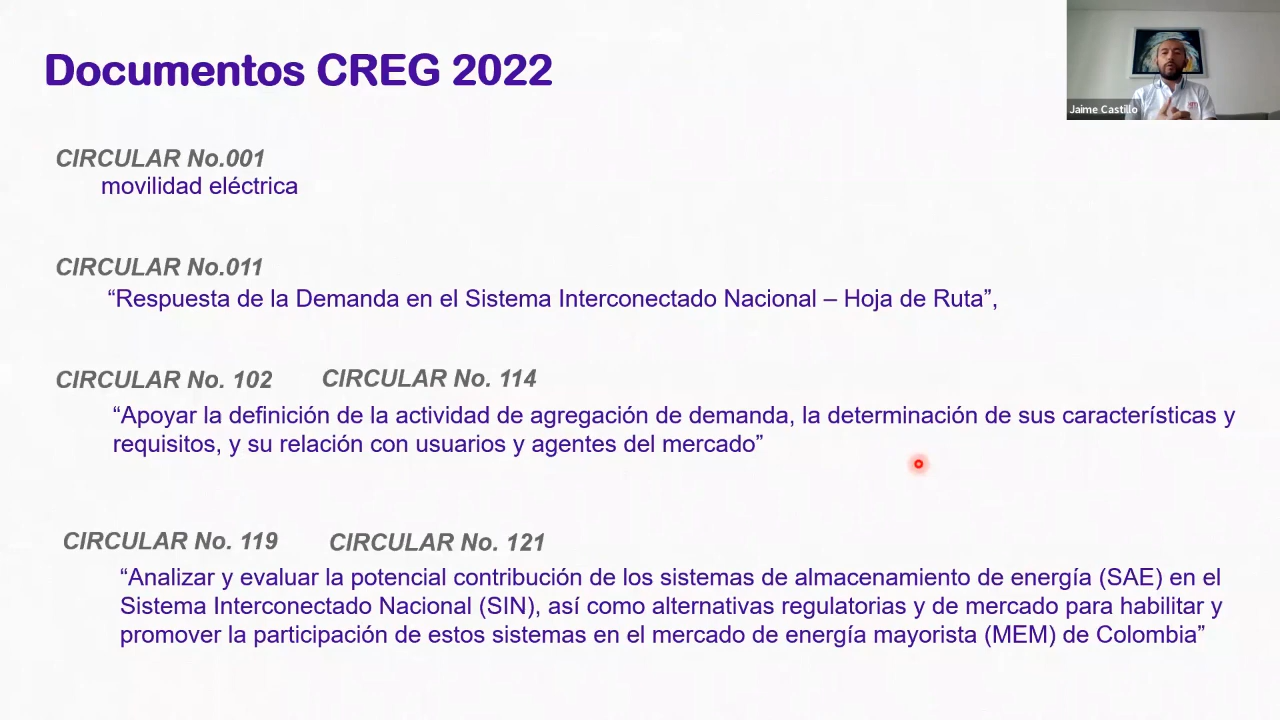 Documentos CREG 2022
Jaime Castillo
CIRCULAR No.001
movilidad eléctrica
CIRCULAR No.011
“Respuesta de la Demanda en el Sistema Interconectado Nacional – Hoja de Ruta”,
CIRCULAR No. 102 CIRCULAR No. 114
“Apoyar la definición de la actividad de agregación de demanda, la determinación de sus características y
requisitos, y su relación con usuarios y agentes del mercado”
CIRCULAR No. 119 CIRCULAR No. 121
“Analizar y evaluar la potencial contribución de los sistemas de almacenamiento de energía (SAE) en el
Sistema Interconectado Nacional (SIN), así como alternativas regulatorias y de mercado para habilitar y
promover la participación de estos sistemas en el mercado de energía mayorista (MEM) de Colombia”